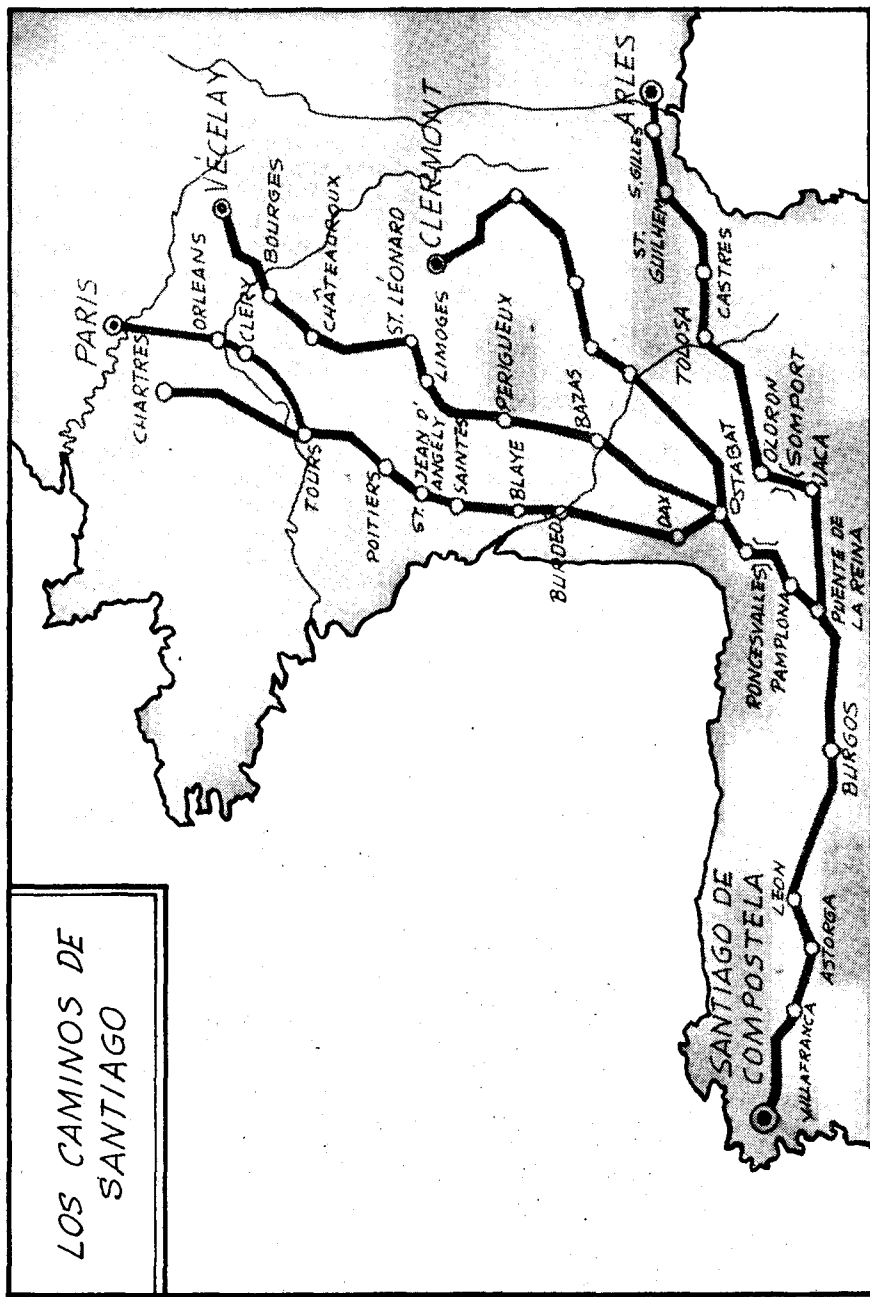 LOS CAMINOS DE
SANTIAGO
PARIS
CHARTRES
ORLEANS
CLERY
VÉCELAY
BOURGES
TOURS
CHÂTEAUROUX
POITIERS
ST. JEAN D'
ANGELY
SAINTES
ST. LÉONARD
LIMOGES
CLERMONT
BLAYE
PERIGUEUX
BURDEOS
BAZAS
DAX
OSTABAT
ARLES
S. GILLES
ST.
GUILHEM
CASTRES
TOLOSA
OLORON
(SOMPORT
JACA
RONCESVALLES
PAMPLONA
PUENTE DE
LA REINA
BURGOS
LEON
ASTORGA
VILLAFRANCA
SANTIAGO DE
COMPOSTELA